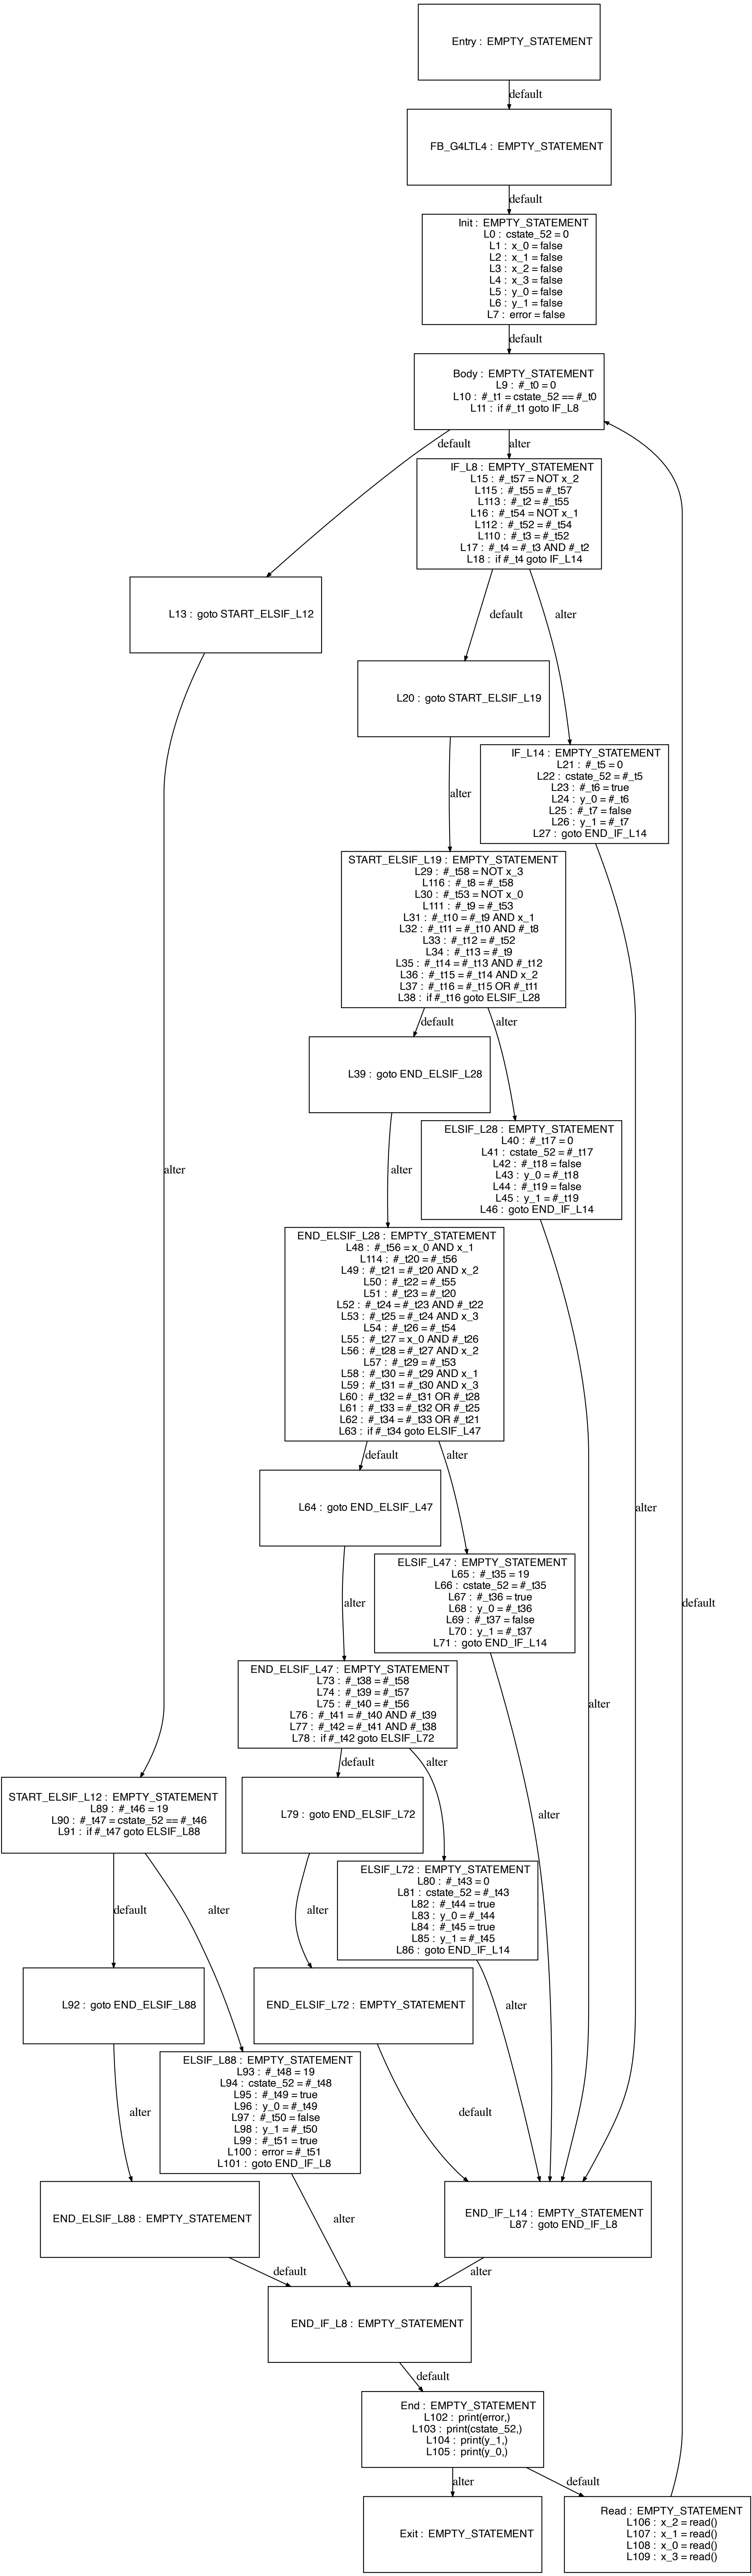 Entry : EMPTY_STATEMENT
default
FB_G4LTL4 : EMPTY_STATEMENT
default
Init : EMPTY_STATEMENT
L0 : cstate_52 = 0
L1 : x_0 = false
L2 : x_1 = false
L3 : x_2 = false
L4 : x_3 = false
L5 : y_0 = false
L6 : y_1 = false
L7 : error = false
default
Body : EMPTY_STATEMENT
L9 : #_t0 = 0
L10 : #_t1 = cstate_52 == #_t0
L11 : if #_t1 goto IF_L8
default
alter
IF_L8 : EMPTY_STATEMENT
L15 : #_t57 = NOT x_2
L115 : #_t55 = #_t57
L113 : #_t2 = #_t55
L16 : #_t54 = NOT x_1
L112 : #_t52 = #_t54
L110 : #_t3 = #_t52
L17 : #_t4 = #_t3 AND #_t2
L18 : if #_t4 goto IF_L14
L13 : goto START_ELSIF_L12
default
alter
L20 : goto START_ELSIF_L19
IF_L14 : EMPTY_STATEMENT
L21 : #_t5 = 0
L22 : cstate_52 = #_t5
L23 : #_t6 = true
L24 : y_0 = #_t6
L25 : #_t7 = false
L26 : y_1 = #_t7
L27 : goto END_IF_L14
alter
START_ELSIF_L19 : EMPTY_STATEMENT
L29 : #_t58 = NOT x_3
L116 : #_t8 = #_t58
L30 : #_t53 = NOT x_0
L111 : #_t9 = #_t53
L31 : #_t10 = #_t9 AND x_1
L32 : #_t11 = #_t10 AND #_t8
L33 : #_t12 = #_t52
L34 : #_t13 = #_t9
L35 : #_t14 = #_t13 AND #_t12
L36 : #_t15 = #_t14 AND x_2
L37 : #_t16 = #_t15 OR #_t11
L38 : if #_t16 goto ELSIF_L28
default
alter
L39 : goto END_ELSIF_L28
ELSIF_L28 : EMPTY_STATEMENT
L40 : #_t17 = 0
L41 : cstate_52 = #_t17
L42 : #_t18 = false
L43 : y_0 = #_t18
L44 : #_t19 = false
L45 : y_1 = #_t19
L46 : goto END_IF_L14
alter
alter
END_ELSIF_L28 : EMPTY_STATEMENT
L48 : #_t56 = x_0 AND x_1
L114 : #_t20 = #_t56
L49 : #_t21 = #_t20 AND x_2
L50 : #_t22 = #_t55
L51 : #_t23 = #_t20
L52 : #_t24 = #_t23 AND #_t22
L53 : #_t25 = #_t24 AND x_3
L54 : #_t26 = #_t54
L55 : #_t27 = x_0 AND #_t26
L56 : #_t28 = #_t27 AND x_2
L57 : #_t29 = #_t53
L58 : #_t30 = #_t29 AND x_1
L59 : #_t31 = #_t30 AND x_3
L60 : #_t32 = #_t31 OR #_t28
L61 : #_t33 = #_t32 OR #_t25
L62 : #_t34 = #_t33 OR #_t21
L63 : if #_t34 goto ELSIF_L47
default
alter
L64 : goto END_ELSIF_L47
alter
ELSIF_L47 : EMPTY_STATEMENT
L65 : #_t35 = 19
L66 : cstate_52 = #_t35
L67 : #_t36 = true
L68 : y_0 = #_t36
L69 : #_t37 = false
L70 : y_1 = #_t37
L71 : goto END_IF_L14
alter
default
END_ELSIF_L47 : EMPTY_STATEMENT
L73 : #_t38 = #_t58
L74 : #_t39 = #_t57
L75 : #_t40 = #_t56
L76 : #_t41 = #_t40 AND #_t39
L77 : #_t42 = #_t41 AND #_t38
L78 : if #_t42 goto ELSIF_L72
alter
default
alter
START_ELSIF_L12 : EMPTY_STATEMENT
L89 : #_t46 = 19
L90 : #_t47 = cstate_52 == #_t46
L91 : if #_t47 goto ELSIF_L88
L79 : goto END_ELSIF_L72
alter
ELSIF_L72 : EMPTY_STATEMENT
L80 : #_t43 = 0
L81 : cstate_52 = #_t43
L82 : #_t44 = true
L83 : y_0 = #_t44
L84 : #_t45 = true
L85 : y_1 = #_t45
L86 : goto END_IF_L14
default
alter
alter
L92 : goto END_ELSIF_L88
END_ELSIF_L72 : EMPTY_STATEMENT
alter
ELSIF_L88 : EMPTY_STATEMENT
L93 : #_t48 = 19
L94 : cstate_52 = #_t48
L95 : #_t49 = true
L96 : y_0 = #_t49
L97 : #_t50 = false
L98 : y_1 = #_t50
L99 : #_t51 = true
L100 : error = #_t51
L101 : goto END_IF_L8
alter
default
END_ELSIF_L88 : EMPTY_STATEMENT
alter
END_IF_L14 : EMPTY_STATEMENT
L87 : goto END_IF_L8
default
alter
END_IF_L8 : EMPTY_STATEMENT
default
End : EMPTY_STATEMENT
L102 : print(error,)
L103 : print(cstate_52,)
L104 : print(y_1,)
L105 : print(y_0,)
alter
default
Exit : EMPTY_STATEMENT
Read : EMPTY_STATEMENT
L106 : x_2 = read()
L107 : x_1 = read()
L108 : x_0 = read()
L109 : x_3 = read()